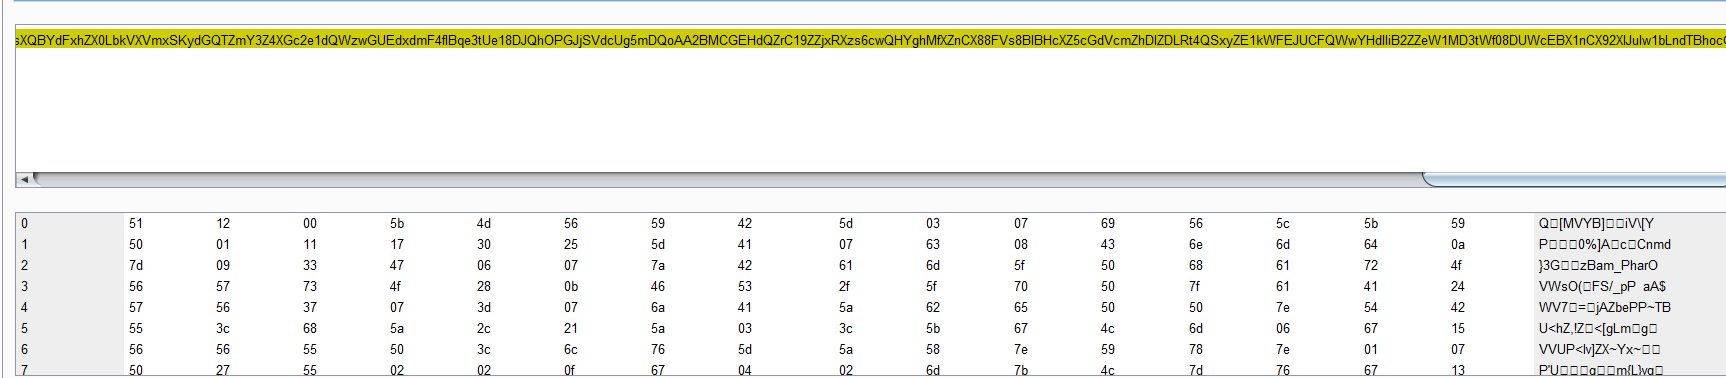 sXQBYdFxhZX0LbkVXVmxSKydGQTZmY3Z4XGc2e1dQWzwGUEdxdmF4flBqe3tUe18DJQhOPGJjSVdcUg5mDQoAA2BMCGEHdQZrC19ZZjxRXzs6cwQHYghMfXZnCX88FVs8BlBHcXZ5cGdVcmZhDlZDLRt4QSxyZE1kWFEJUCFQWwYHdlliB2ZZeW1MD3tWf08DUWcEBX1nCX92XlJulw1bLndTBhoc
0 51 12 00 5b 4d 56 59 42 5d 03 07 69 56 5c 5b 59 Q□[MVYB]□□iV\[Y
1 50 01 11 17 30 25 5d 41 07 63 08 43 6e 6d 64 0a P□□□0%]A□c□Cnmd
2 7d 09 33 47 06 07 7a 42 61 6d 5f 50 68 61 72 4f }3G□□zBam_PharO
3 56 57 73 4f 28 0b 46 53 2f 5f 70 50 7f 61 41 24 VWsO(□FS/_pP aA$
4 57 56 37 07 3d 07 6a 41 5a 62 65 50 50 7e 54 42 WV7□=□jAZbePP~TB
5 55 3c 68 5a 2c 21 5a 03 3c 5b 67 4c 6d 06 67 15 U<hZ,!Z□<[gLm□g□
6 56 56 55 50 3c 6c 76 5d 5a 58 7e 59 78 7e 01 07 VVUP<lv]ZX~Yx~□□
7 50 27 55 02 02 0f 67 04 02 6d 7b 4c 7d 76 67 13 P'U□□□g□□m{L}vg□